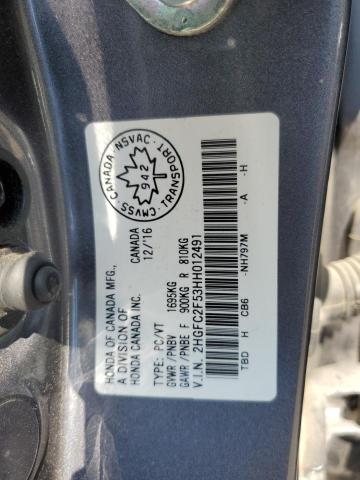 HONDA OF CANADA MFG.,
A DIVISION OF
HONDA CANADA INC.
CANADA
12/'16
CANADA NSVAC
942
CMVSS TRANSPORT
TYPE: PC/VT
GVWR /PNBV 1695KG
GAWR /PNBE F 900KG R 810KG
V.I.N. 2HGFC2F53HH012491
TBD H CB6 -NH797M -A -H